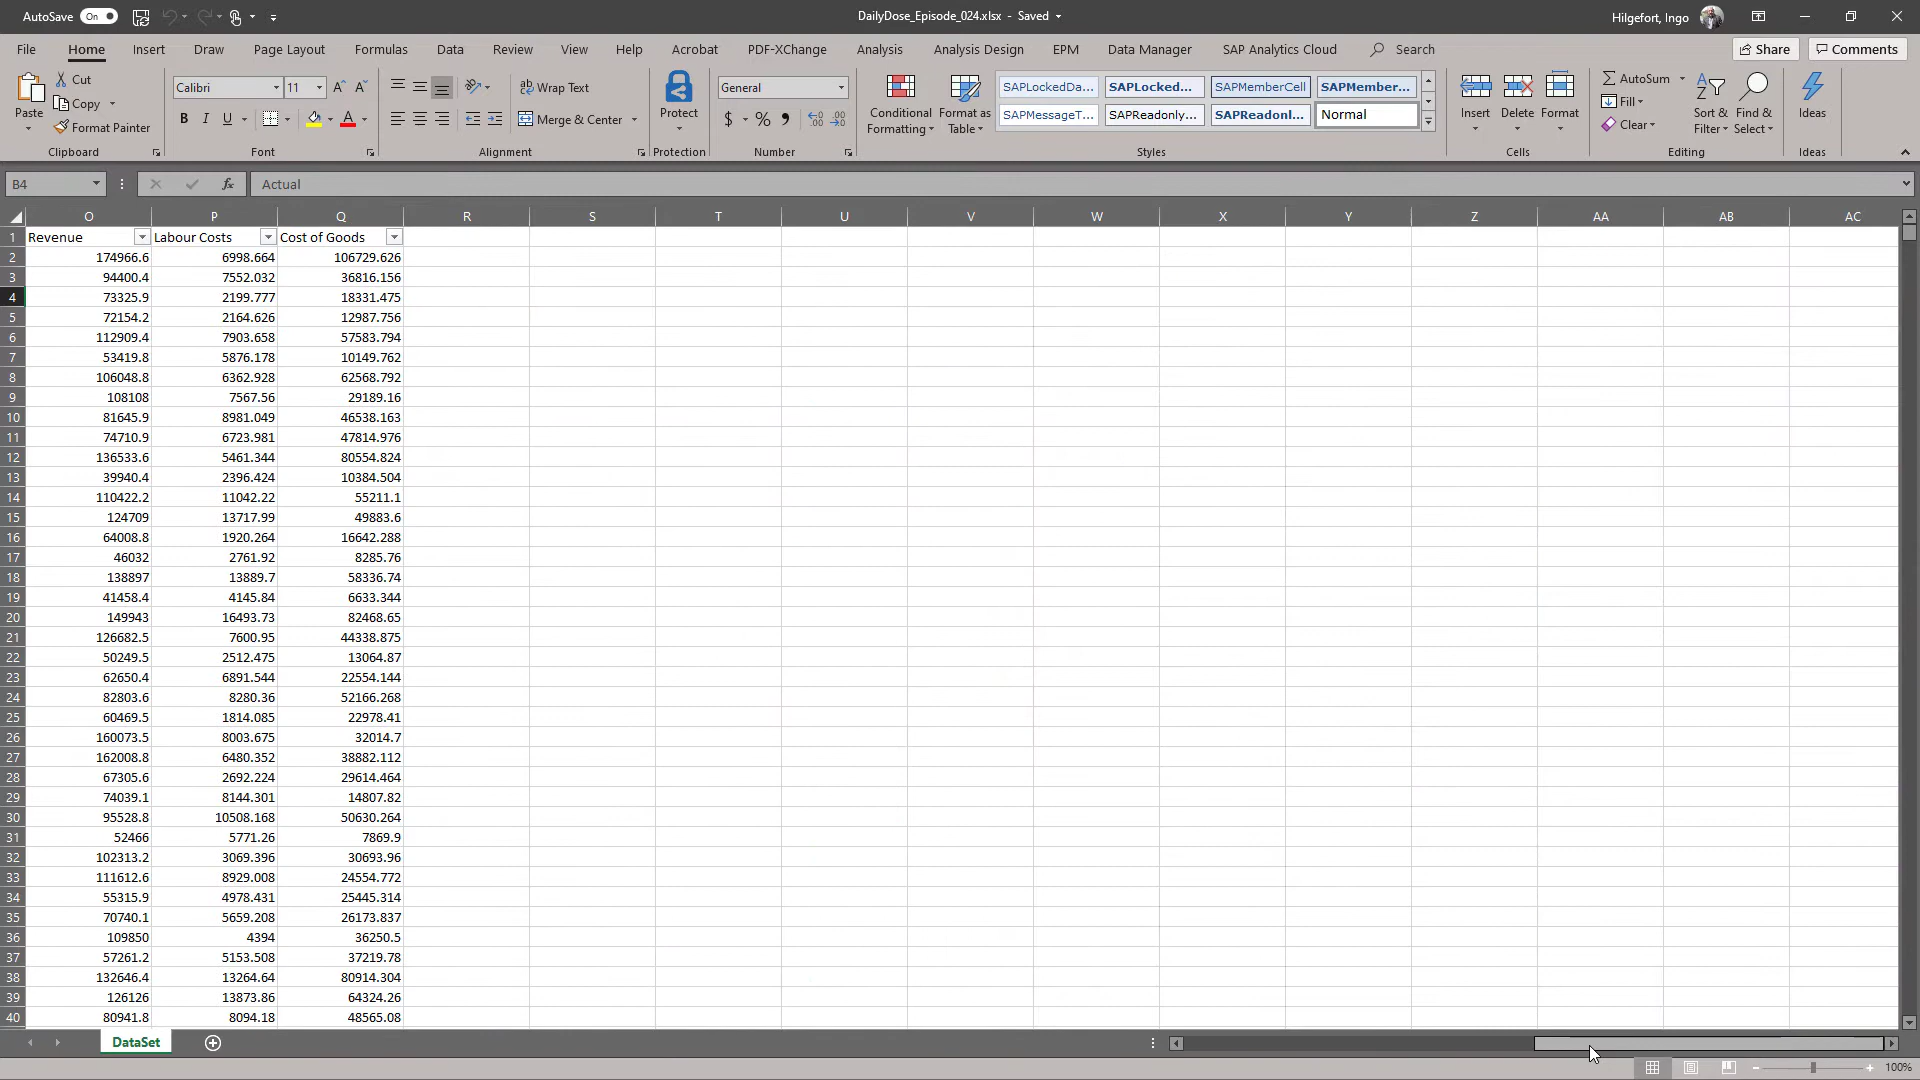 AutoSave On DailyDose_Episode_024.xlsx - Saved Hilgefort, Ingo
File Home Insert Draw Page Layout Formulas Data Review View Help Acrobat PDF-XChange Analysis Analysis Design EPM Data Manager SAP Analytics Cloud Search Share Comments
Paste
Cut
Copy
Format Painter
Clipboard
Calibri 11
B I U A
Font
Wrap Text
Merge & Center
Alignment
Protect
Protection
General
$ % ,
Number
Conditional Formatting
Format as Table
SAPLockedDa... SAPLocked... SAPMemberCell SAPMember...
SAPMessageT... SAPReadonly... SAPReadonl... Normal
Styles
Insert Delete Format
Cells
AutoSum
Fill
Clear
Sort & Filter
Find & Select
Editing
Ideas
Ideas
B4 fx Actual
O P Q R S T U V W X Y Z AA AB AC
1 Revenue Labour Costs Cost of Goods
2 174966.6 6998.664 106729.626
3 94400.4 7552.032 36816.156
4 73325.9 2199.777 18331.475
5 72154.2 2164.626 12987.756
6 112909.4 7903.658 57583.794
7 53419.8 5876.178 10149.762
8 106048.8 6362.928 62568.792
9 108108 7567.56 29189.16
10 81645.9 8981.049 46538.163
11 74710.9 6723.981 47814.976
12 136533.6 5461.344 80554.824
13 39940.4 2396.424 10384.504
14 110422.2 11042.22 55211.1
15 124709 13717.99 49883.6
16 64008.8 1920.264 16642.288
17 46032 2761.92 8285.76
18 138897 13889.7 58336.74
19 41458.4 4145.84 6633.344
20 149943 16493.73 82468.65
21 126682.5 7600.95 44338.875
22 50249.5 2512.475 13064.87
23 62650.4 6891.544 22554.144
24 82803.6 8280.36 52166.268
25 60469.5 1814.085 22978.41
26 160073.5 8003.675 32014.7
27 162008.8 6480.352 38882.112
28 67305.6 2692.224 29614.464
29 74039.1 8144.301 14807.82
30 95528.8 10508.168 50630.264
31 52466 5771.26 7869.9
32 102313.2 3069.396 30693.96
33 111612.6 8929.008 24554.772
34 55315.9 4978.431 25445.314
35 70740.1 5659.208 26173.837
36 109850 4394 36250.5
37 57261.2 5153.508 37219.78
38 132646.4 13264.64 80914.304
39 126126 13873.86 64324.26
40 80941.8 8094.18 48565.08
DataSet
100%